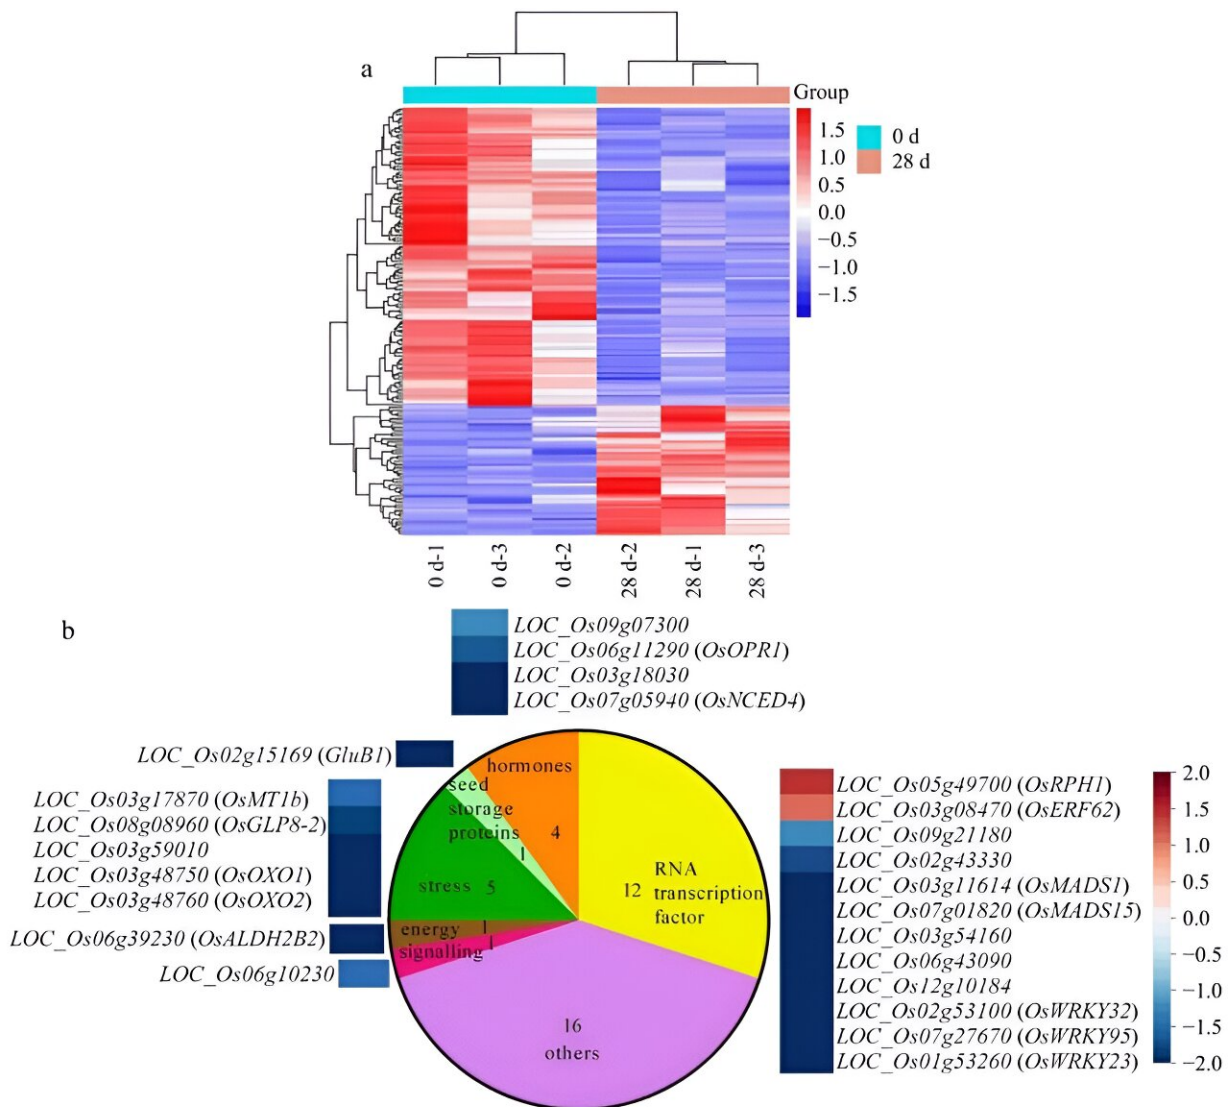 a
Group
1.5
1.0
0.5
0.0
−0.5
−1.0
−1.5
0 d
28 d
0 d-1
0 d-3
0 d-2
28 d-2
28 d-1
28 d-3
b
LOC_Os09g07300
LOC_Os06g11290 (OsOPR1)
LOC_Os03g18030
LOC_Os07g05940 (OsNCED4)
LOC_Os02g15169 (GluB1)
LOC_Os03g17870 (OsMT1b)
LOC_Os08g08960 (OsGLP8-2)
LOC_Os03g59010
LOC_Os03g48750 (OsOXO1)
LOC_Os03g48760 (OsOXO2)
LOC_Os06g39230 (OsALDH2B2)
LOC_Os06g10230
hormones
4
seed
storage
proteins
1
stress 5
energy 1
signalling 1
12
RNA
transcription
factor
16
others
LOC_Os05g49700 (OsRPH1)
LOC_Os03g08470 (OsERF62)
LOC_Os09g21180
LOC_Os02g43330
LOC_Os03g11614 (OsMADS1)
LOC_Os07g01820 (OsMADS15)
LOC_Os03g54160
LOC_Os06g43090
LOC_Os12g10184
LOC_Os02g53100 (OsWRKY32)
LOC_Os07g27670 (OsWRKY95)
LOC_Os01g53260 (OsWRKY23)
2.0
1.5
1.0
0.5
0.0
−0.5
−1.0
−1.5
−2.0